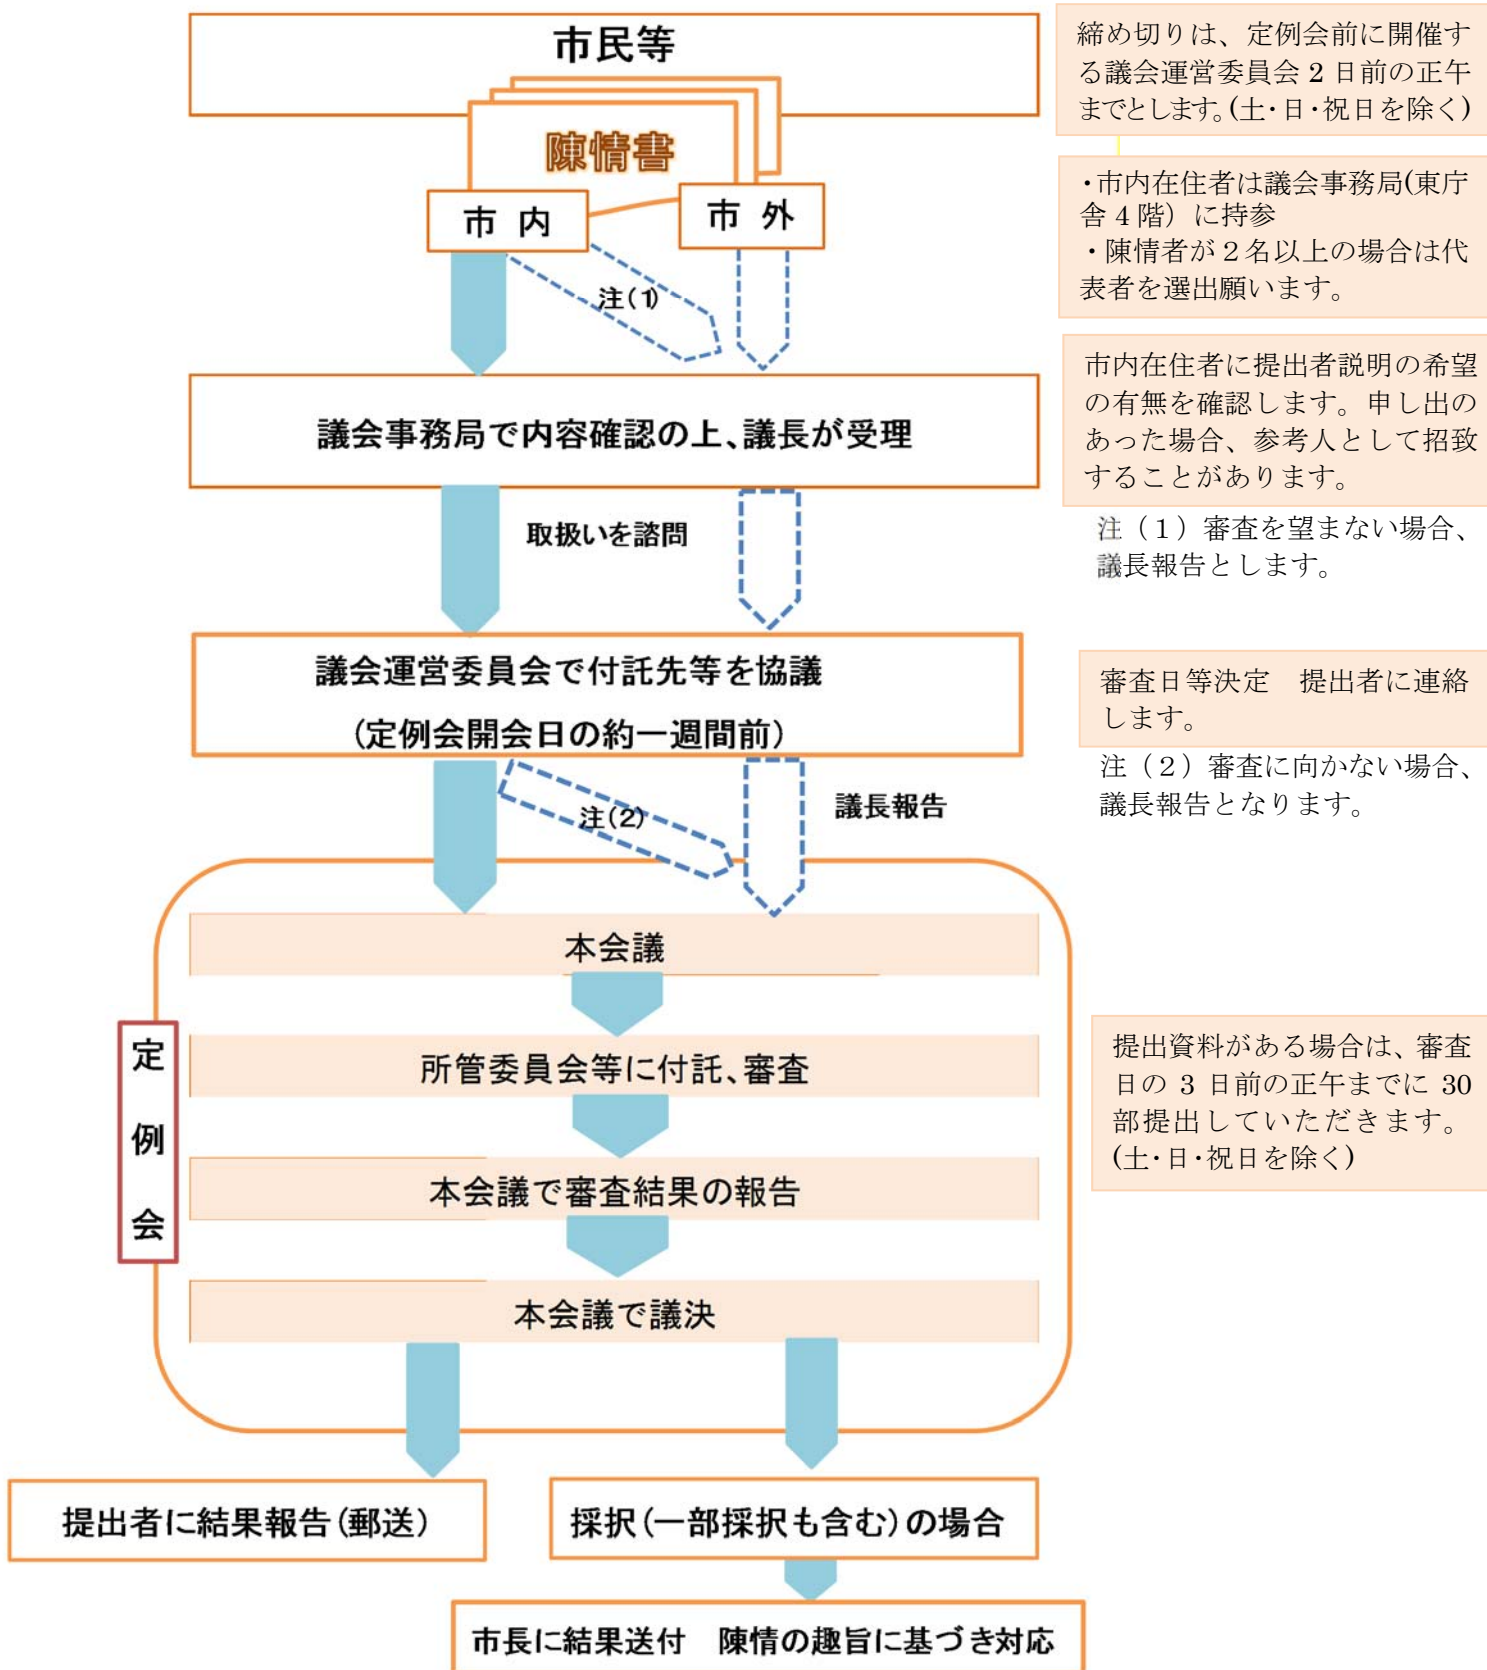 市民等
陳情書
市 内
市 外
注(1)
議会事務局で内容確認の上、議長が受理
取扱いを諮問
議会運営委員会で付託先等を協議
(定例会開会日の約一週間前)
注(2)
議長報告
定例会
本会議
所管委員会等に付託、審査
本会議で審査結果の報告
本会議で議決
提出者に結果報告(郵送)
採択(一部採択も含む)の場合
市長に結果送付 陳情の趣旨に基づき対応
締め切りは、定例会前に開催す
る議会運営委員会 2 日前の正午
までとします。(土・日・祝日を除く)
・市内在住者は議会事務局(東庁
舎 4 階）に持参
・陳情者が２名以上の場合は代
表者を選出願います。
市内在住者に提出者説明の希望
の有無を確認します。申し出の
あった場合、参考人として招致
することがあります。
注（１）審査を望まない場合、
議長報告とします。
審査日等決定　提出者に連絡
します。
注（２）審査に向かない場合、
議長報告となります。
提出資料がある場合は、審査
日の 3 日前の正午までに 30
部提出していただきます。
(土・日・祝日を除く)